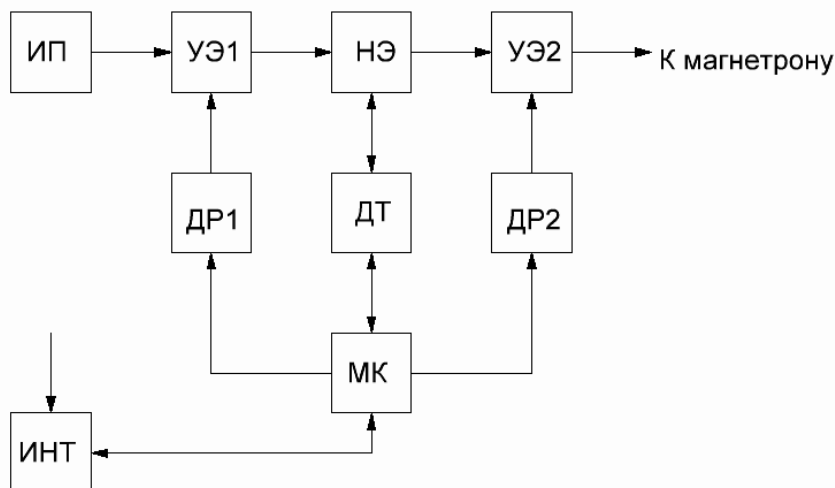 ИП
УЭ1
НЭ
УЭ2
К магнетрону
ДР1
ДТ
ДР2
МК
ИНТ